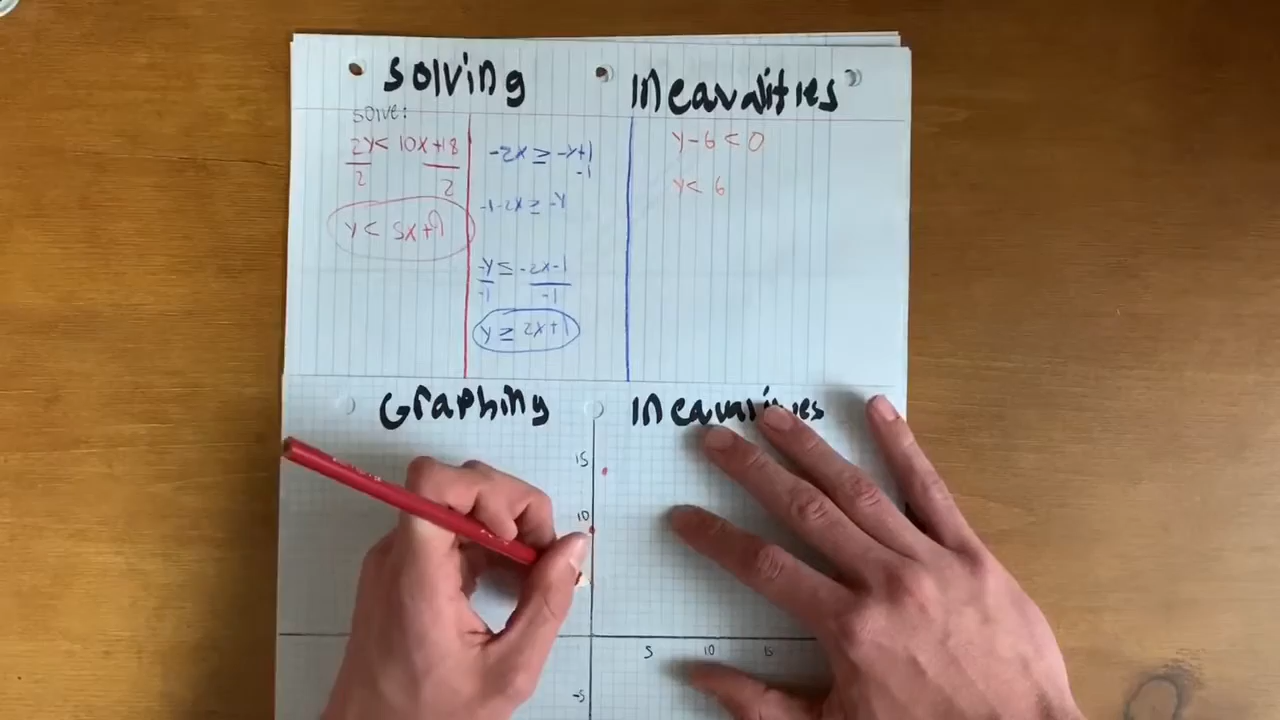 Solving Inequalities
Solve:
2y < 10x+18
2 2
y < 5x+9
-2x ≥ -y+1
-1
-1-2x ≥ -y
-y ≤ -2x-1
-1 -1
y ≥ 2x+1
y-6 < 0
y < 6
Graphing Inequalities
15
10
5 10 15
-5